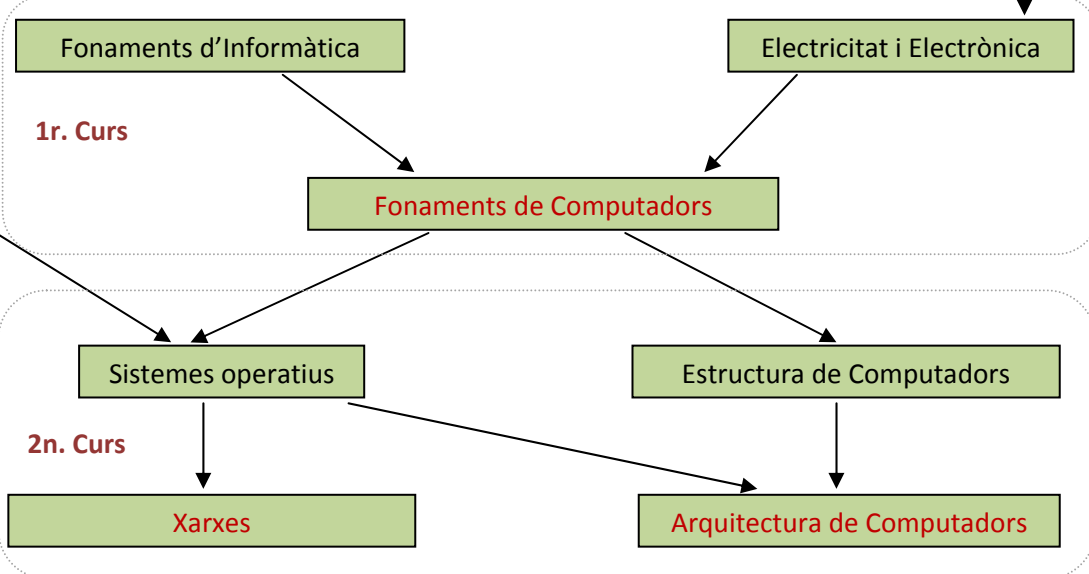 Fonaments d’Informàtica
Electricitat i Electrònica
1r. Curs
Fonaments de Computadors
Sistemes operatius
Estructura de Computadors
2n. Curs
Xarxes
Arquitectura de Computadors